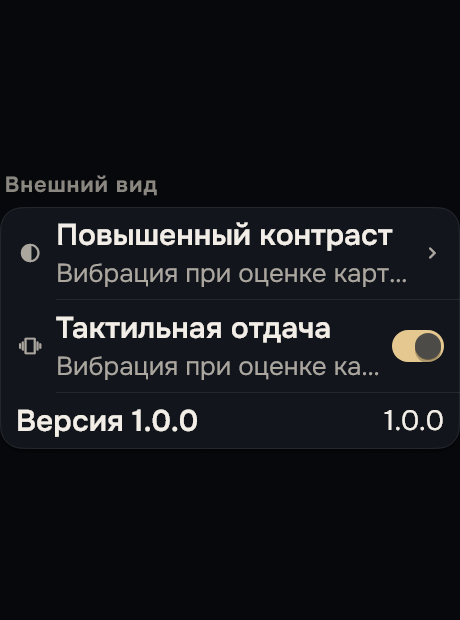 Внешний вид
Повышенный контраст
Вибрация при оценке карт...
Тактильная отдача
Вибрация при оценке ка...
Версия 1.0.0 1.0.0